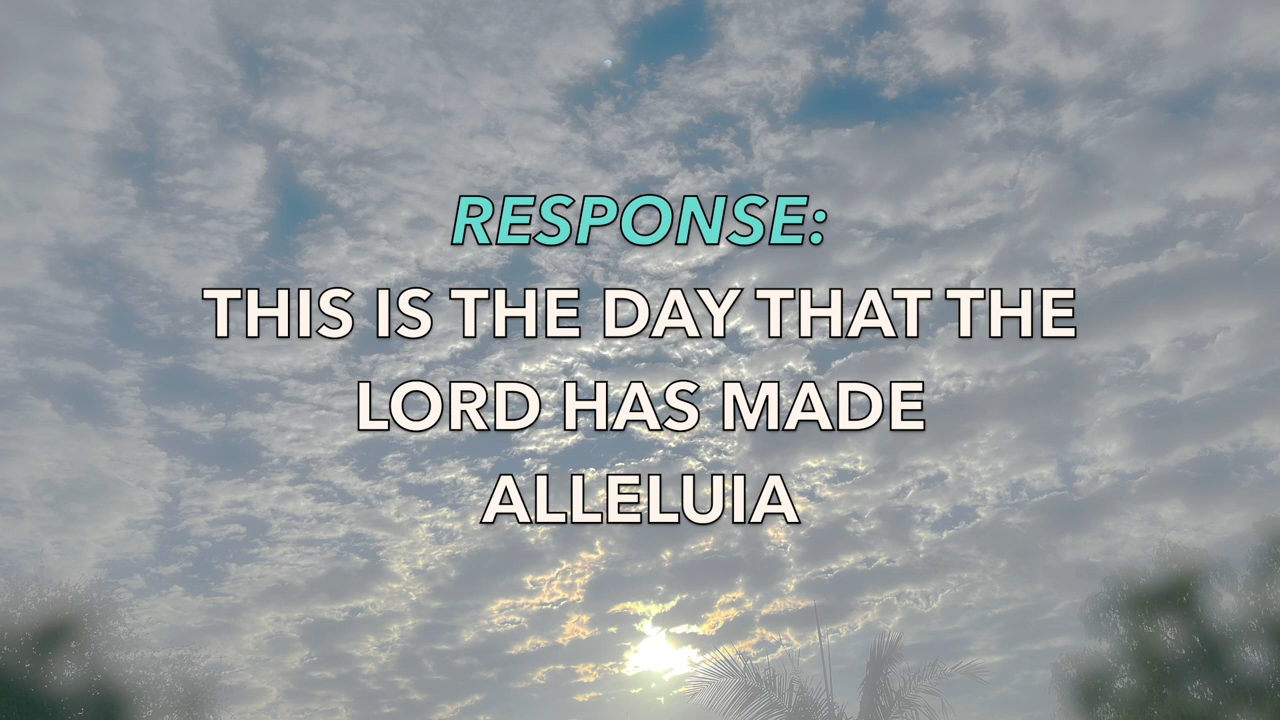 RESPONSE:
THIS IS THE DAY THAT THE
LORD HAS MADE
ALLELUIA